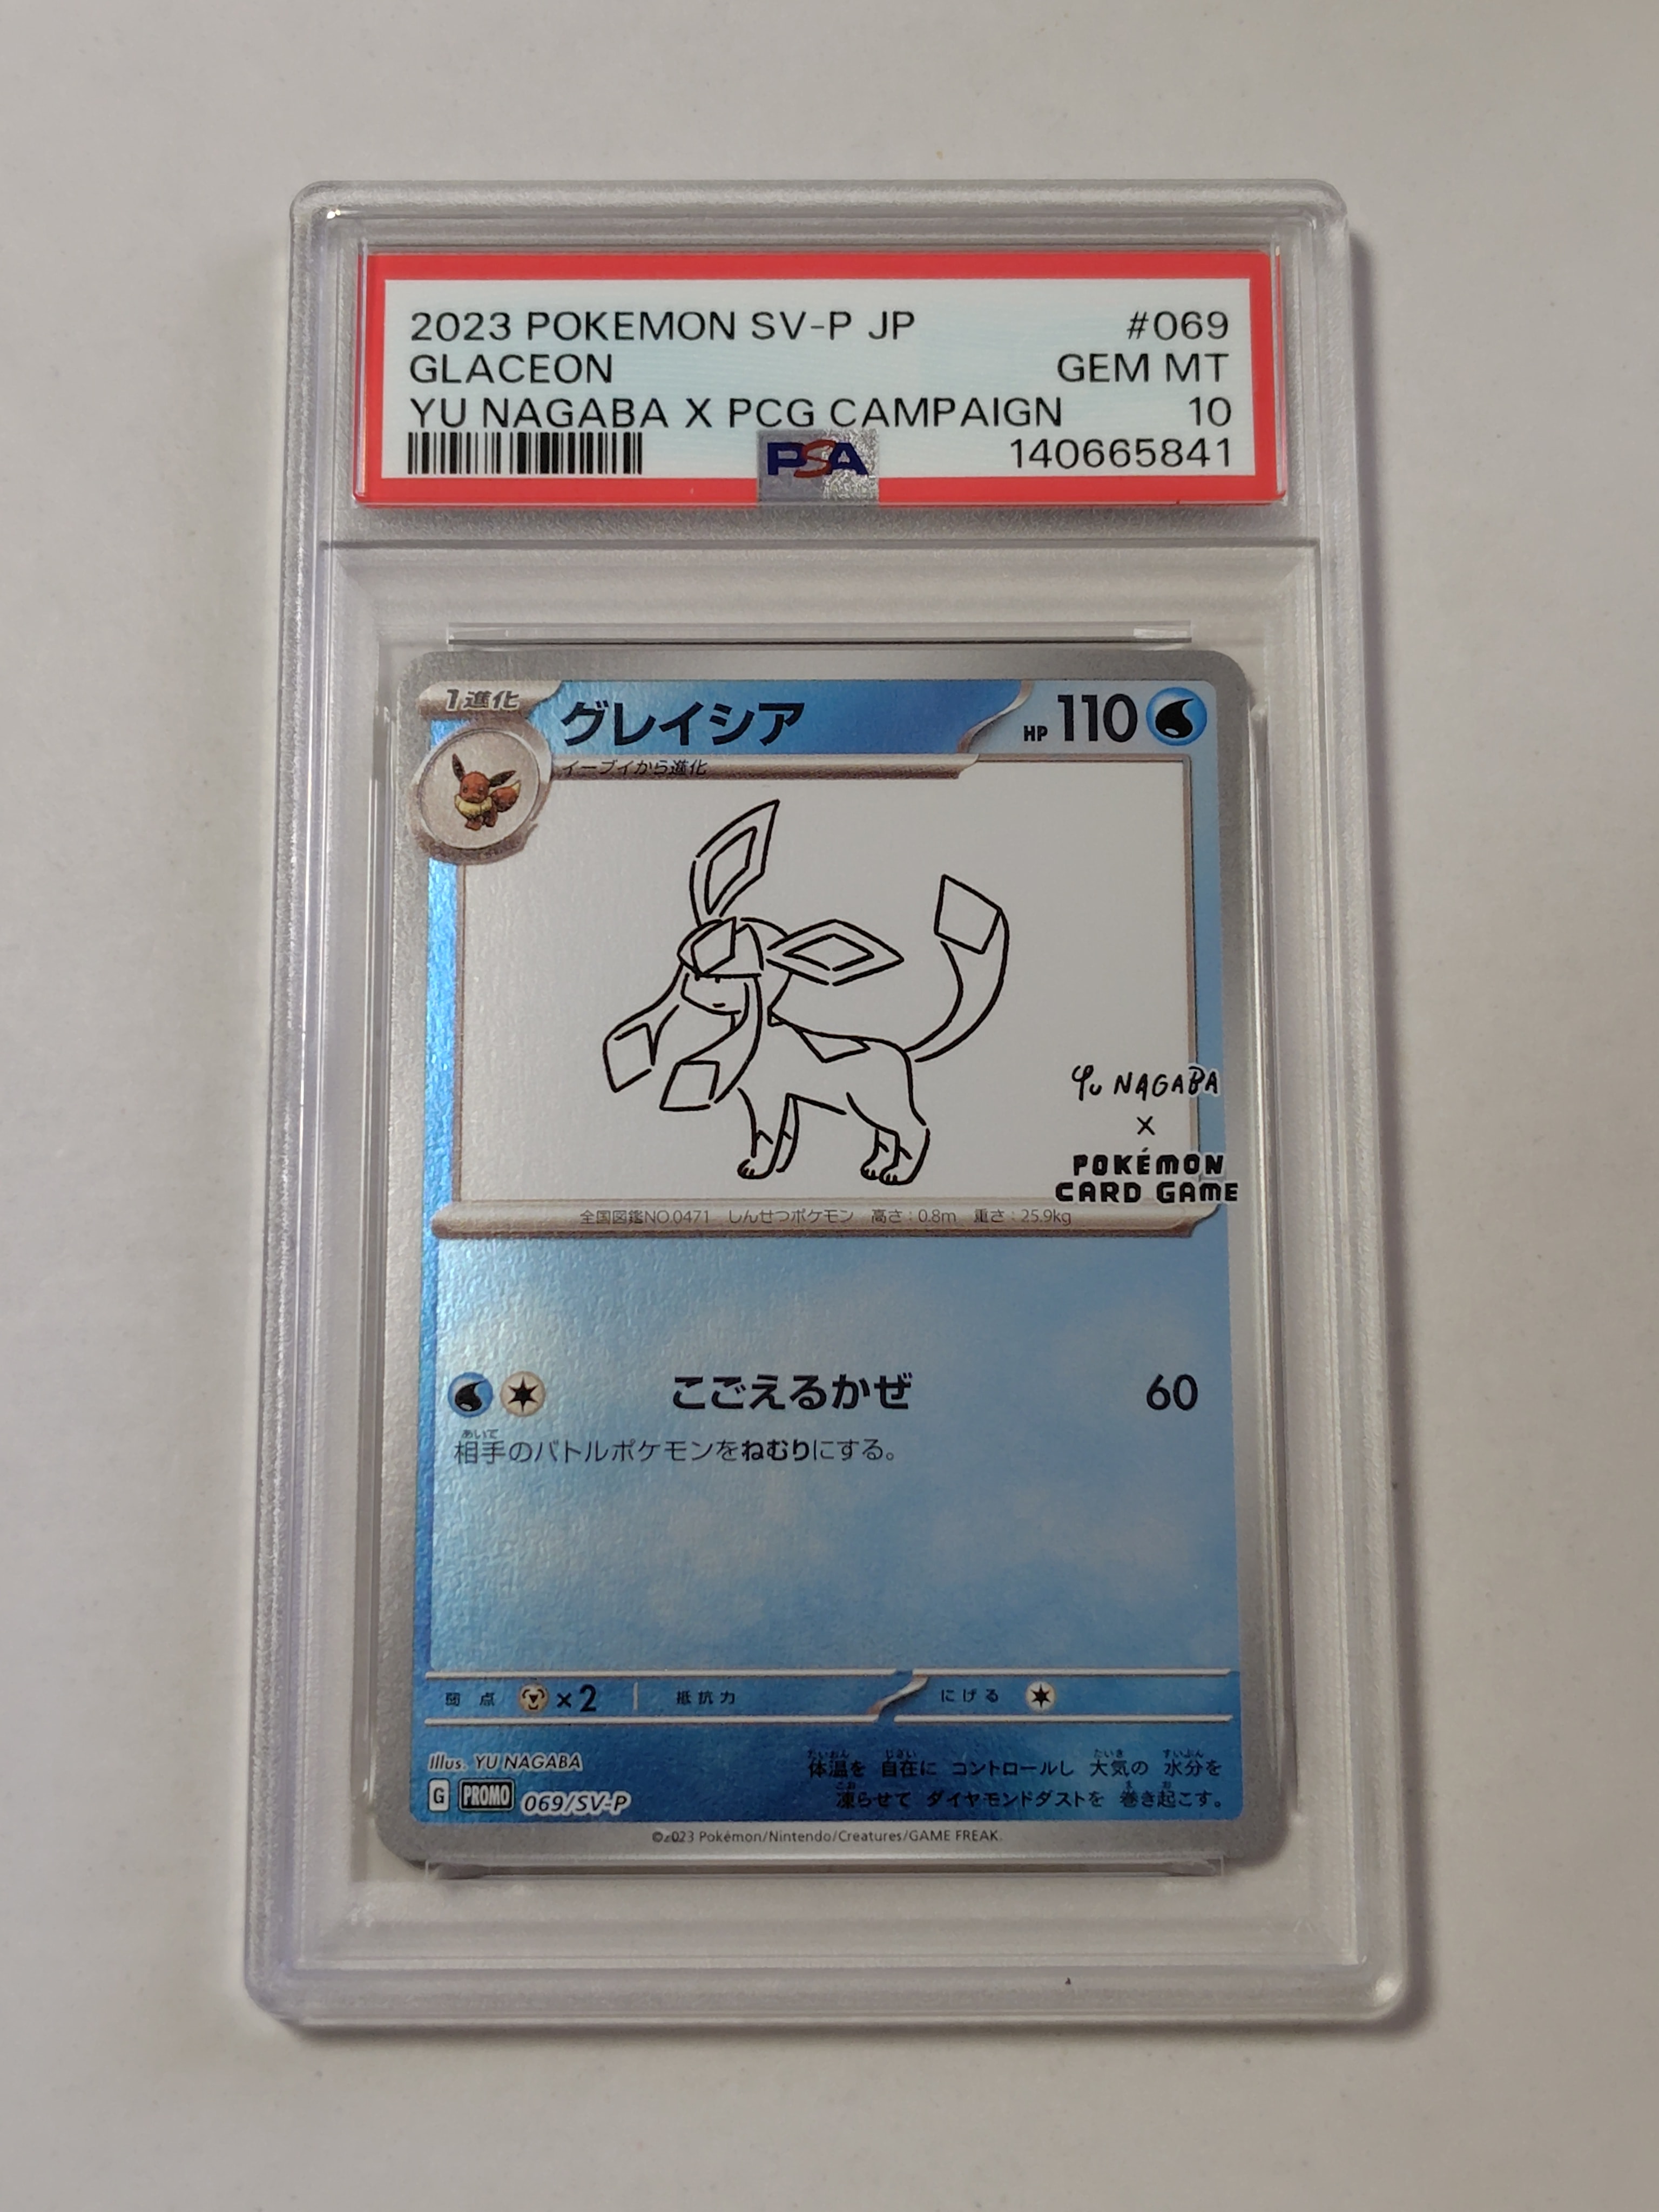 2023 POKEMON SV-P JP #069
GLACEON GEM MT
YU NAGABA X PCG CAMPAIGN 10
PSA 140665841
1進化 グレイシア HP 110
イーブイから進化
YU NAGABA
×
POKÉMON
CARD GAME
全国図鑑NO.0471 しんせつポケモン 高さ:0.8m 重さ:25.9kg
こごえるかぜ 60
相手のバトルポケモンをねむりにする。
弱点 ×2 抵抗力 にげる
Illus. YU NAGABA
G PROMO 069/SV-P
体温を 自在に コントロールし 大気の 水分を
凍らせて ダイヤモンドダストを 巻き起こす。
©2023 Pokémon/Nintendo/Creatures/GAME FREAK.